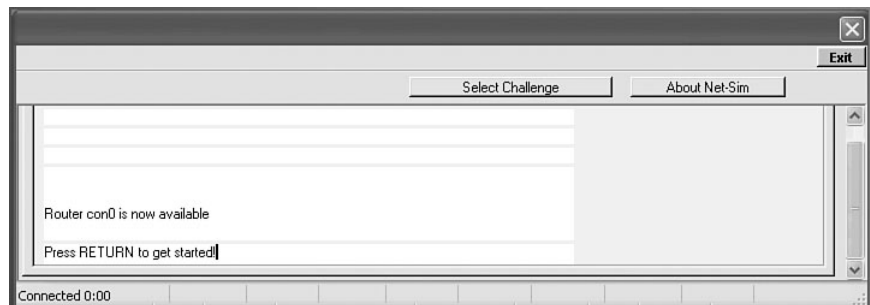 Exit
Select Challenge
About Net-Sim
Router con0 is now available
Press RETURN to get started!
Connected 0:00